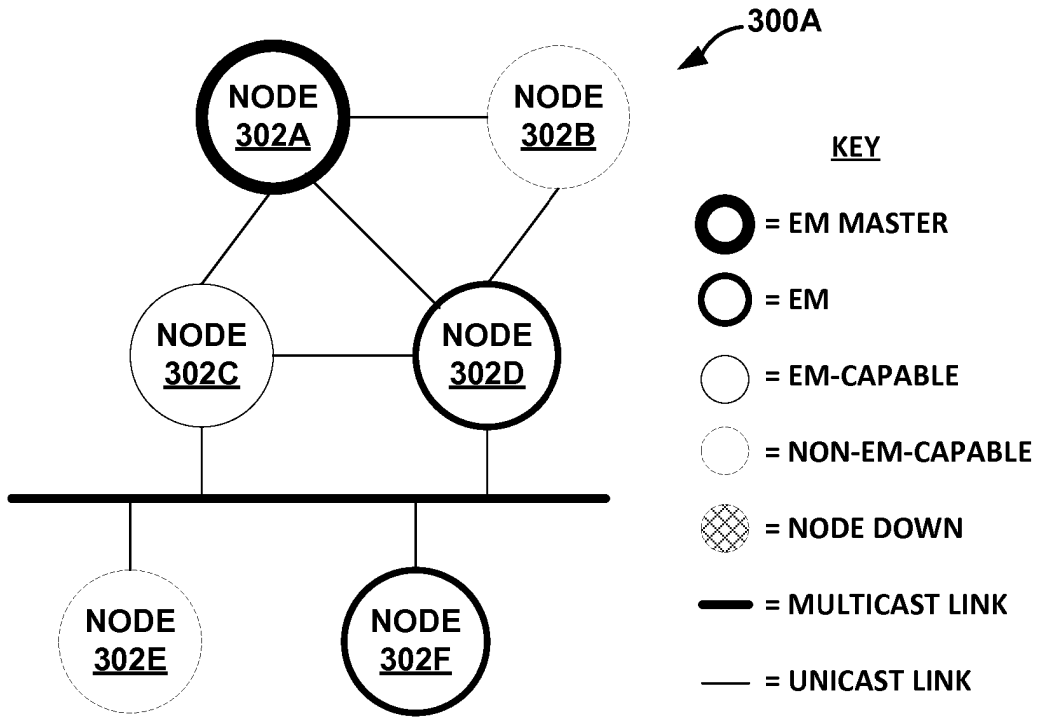 300A
NODE
302A
NODE
302B
NODE
302C
NODE
302D
NODE
302E
NODE
302F
KEY
= EM MASTER
= EM
= EM-CAPABLE
= NON-EM-CAPABLE
= NODE DOWN
= MULTICAST LINK
= UNICAST LINK